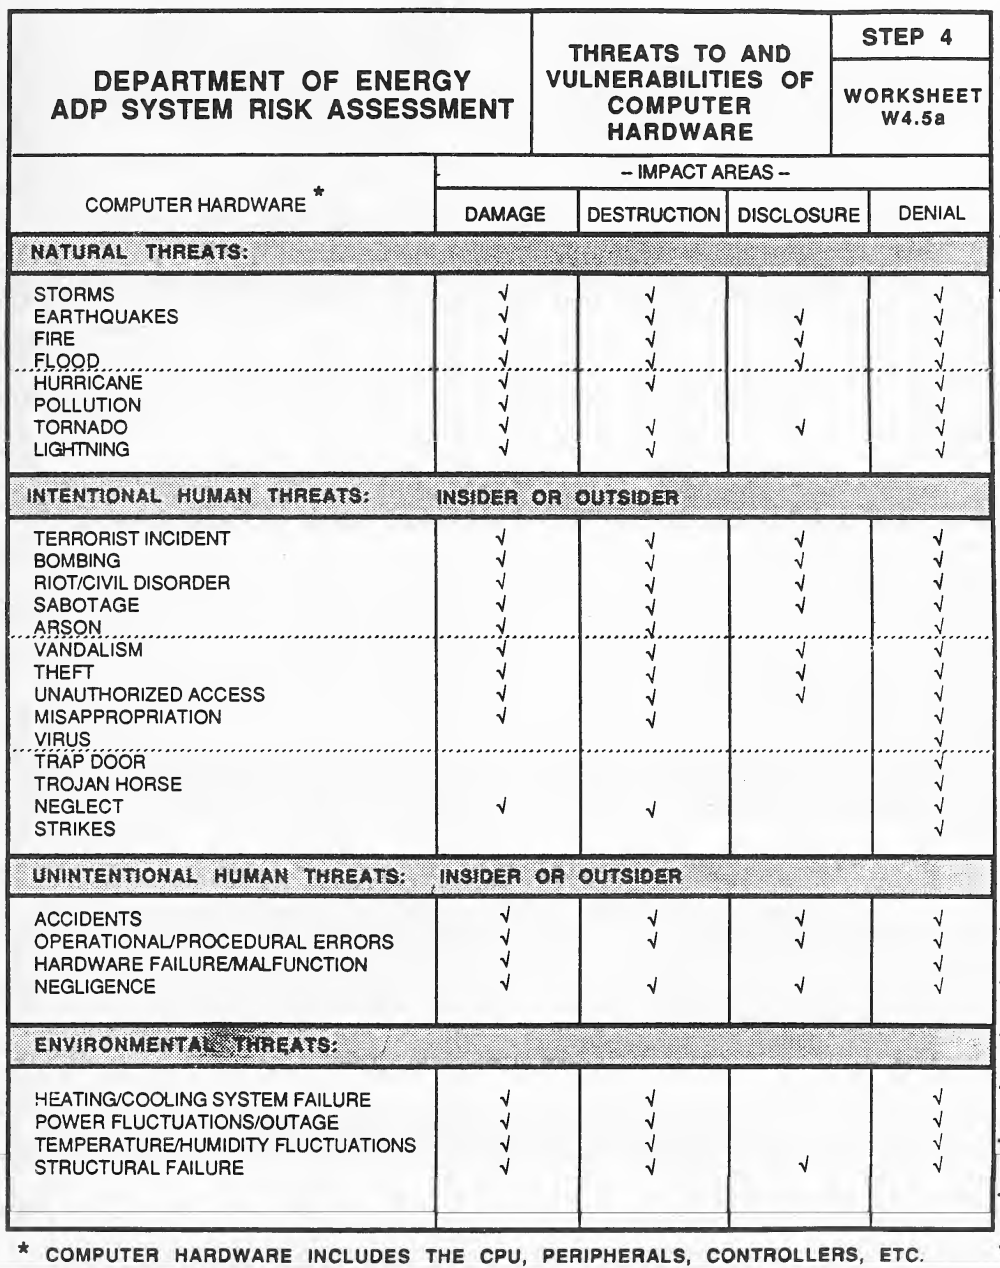 DEPARTMENT OF ENERGY
ADP SYSTEM RISK ASSESSMENT
THREATS TO AND
VULNERABILITIES OF
COMPUTER
HARDWARE
STEP 4
WORKSHEET
W4.5a
COMPUTER HARDWARE *
– IMPACT AREAS –
DAMAGE DESTRUCTION DISCLOSURE DENIAL
NATURAL THREATS:
STORMS √ √ √
EARTHQUAKES √ √ √ √
FIRE √ √ √ √
FLOOD √ √ √ √
HURRICANE √ √ √
POLLUTION √ √
TORNADO √ √ √ √
LIGHTNING √ √ √
INTENTIONAL HUMAN THREATS: INSIDER OR OUTSIDER
TERRORIST INCIDENT √ √ √ √
BOMBING √ √ √ √
RIOT/CIVIL DISORDER √ √ √ √
SABOTAGE √ √ √ √
ARSON √ √ √
VANDALISM √ √ √ √
THEFT √ √ √ √
UNAUTHORIZED ACCESS √ √ √ √
MISAPPROPRIATION √ √ √
VIRUS √
TRAP DOOR √
TROJAN HORSE √
NEGLECT √ √ √
STRIKES √
UNINTENTIONAL HUMAN THREATS: INSIDER OR OUTSIDER
ACCIDENTS √ √ √ √
OPERATIONAL/PROCEDURAL ERRORS √ √ √ √
HARDWARE FAILURE/MALFUNCTION √ √
NEGLIGENCE √ √ √ √
ENVIRONMENTAL THREATS:
HEATING/COOLING SYSTEM FAILURE √ √ √
POWER FLUCTUATIONS/OUTAGE √ √ √
TEMPERATURE/HUMIDITY FLUCTUATIONS √ √ √
STRUCTURAL FAILURE √ √ √ √
* COMPUTER HARDWARE INCLUDES THE CPU, PERIPHERALS, CONTROLLERS, ETC.